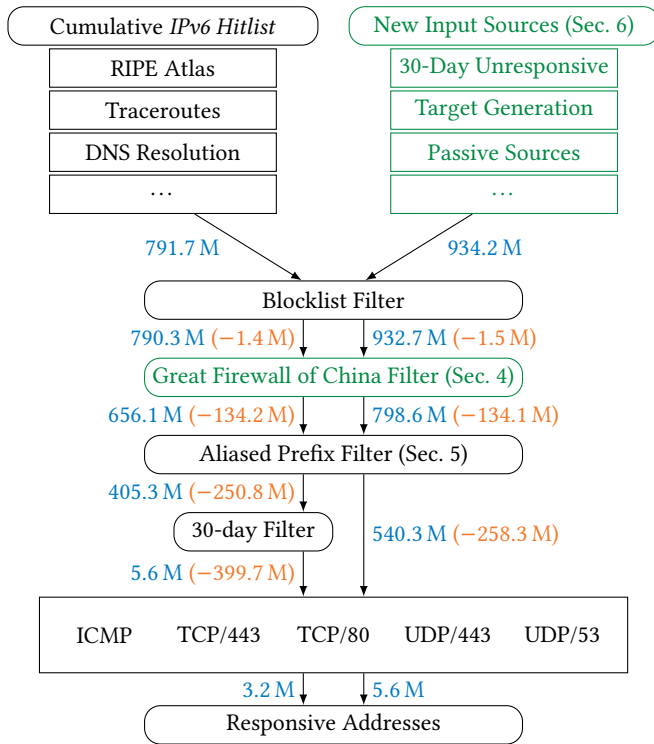 Cumulative IPv6 Hitlist
RIPE Atlas
Traceroutes
DNS Resolution
...
New Input Sources (Sec. 6)
30-Day Unresponsive
Target Generation
Passive Sources
...
791.7 M
934.2 M
Blocklist Filter
790.3 M (−1.4 M)
932.7 M (−1.5 M)
Great Firewall of China Filter (Sec. 4)
656.1 M (−134.2 M)
798.6 M (−134.1 M)
Aliased Prefix Filter (Sec. 5)
405.3 M (−250.8 M)
30-day Filter
540.3 M (−258.3 M)
5.6 M (−399.7 M)
ICMP TCP/443 TCP/80 UDP/443 UDP/53
3.2 M
5.6 M
Responsive Addresses